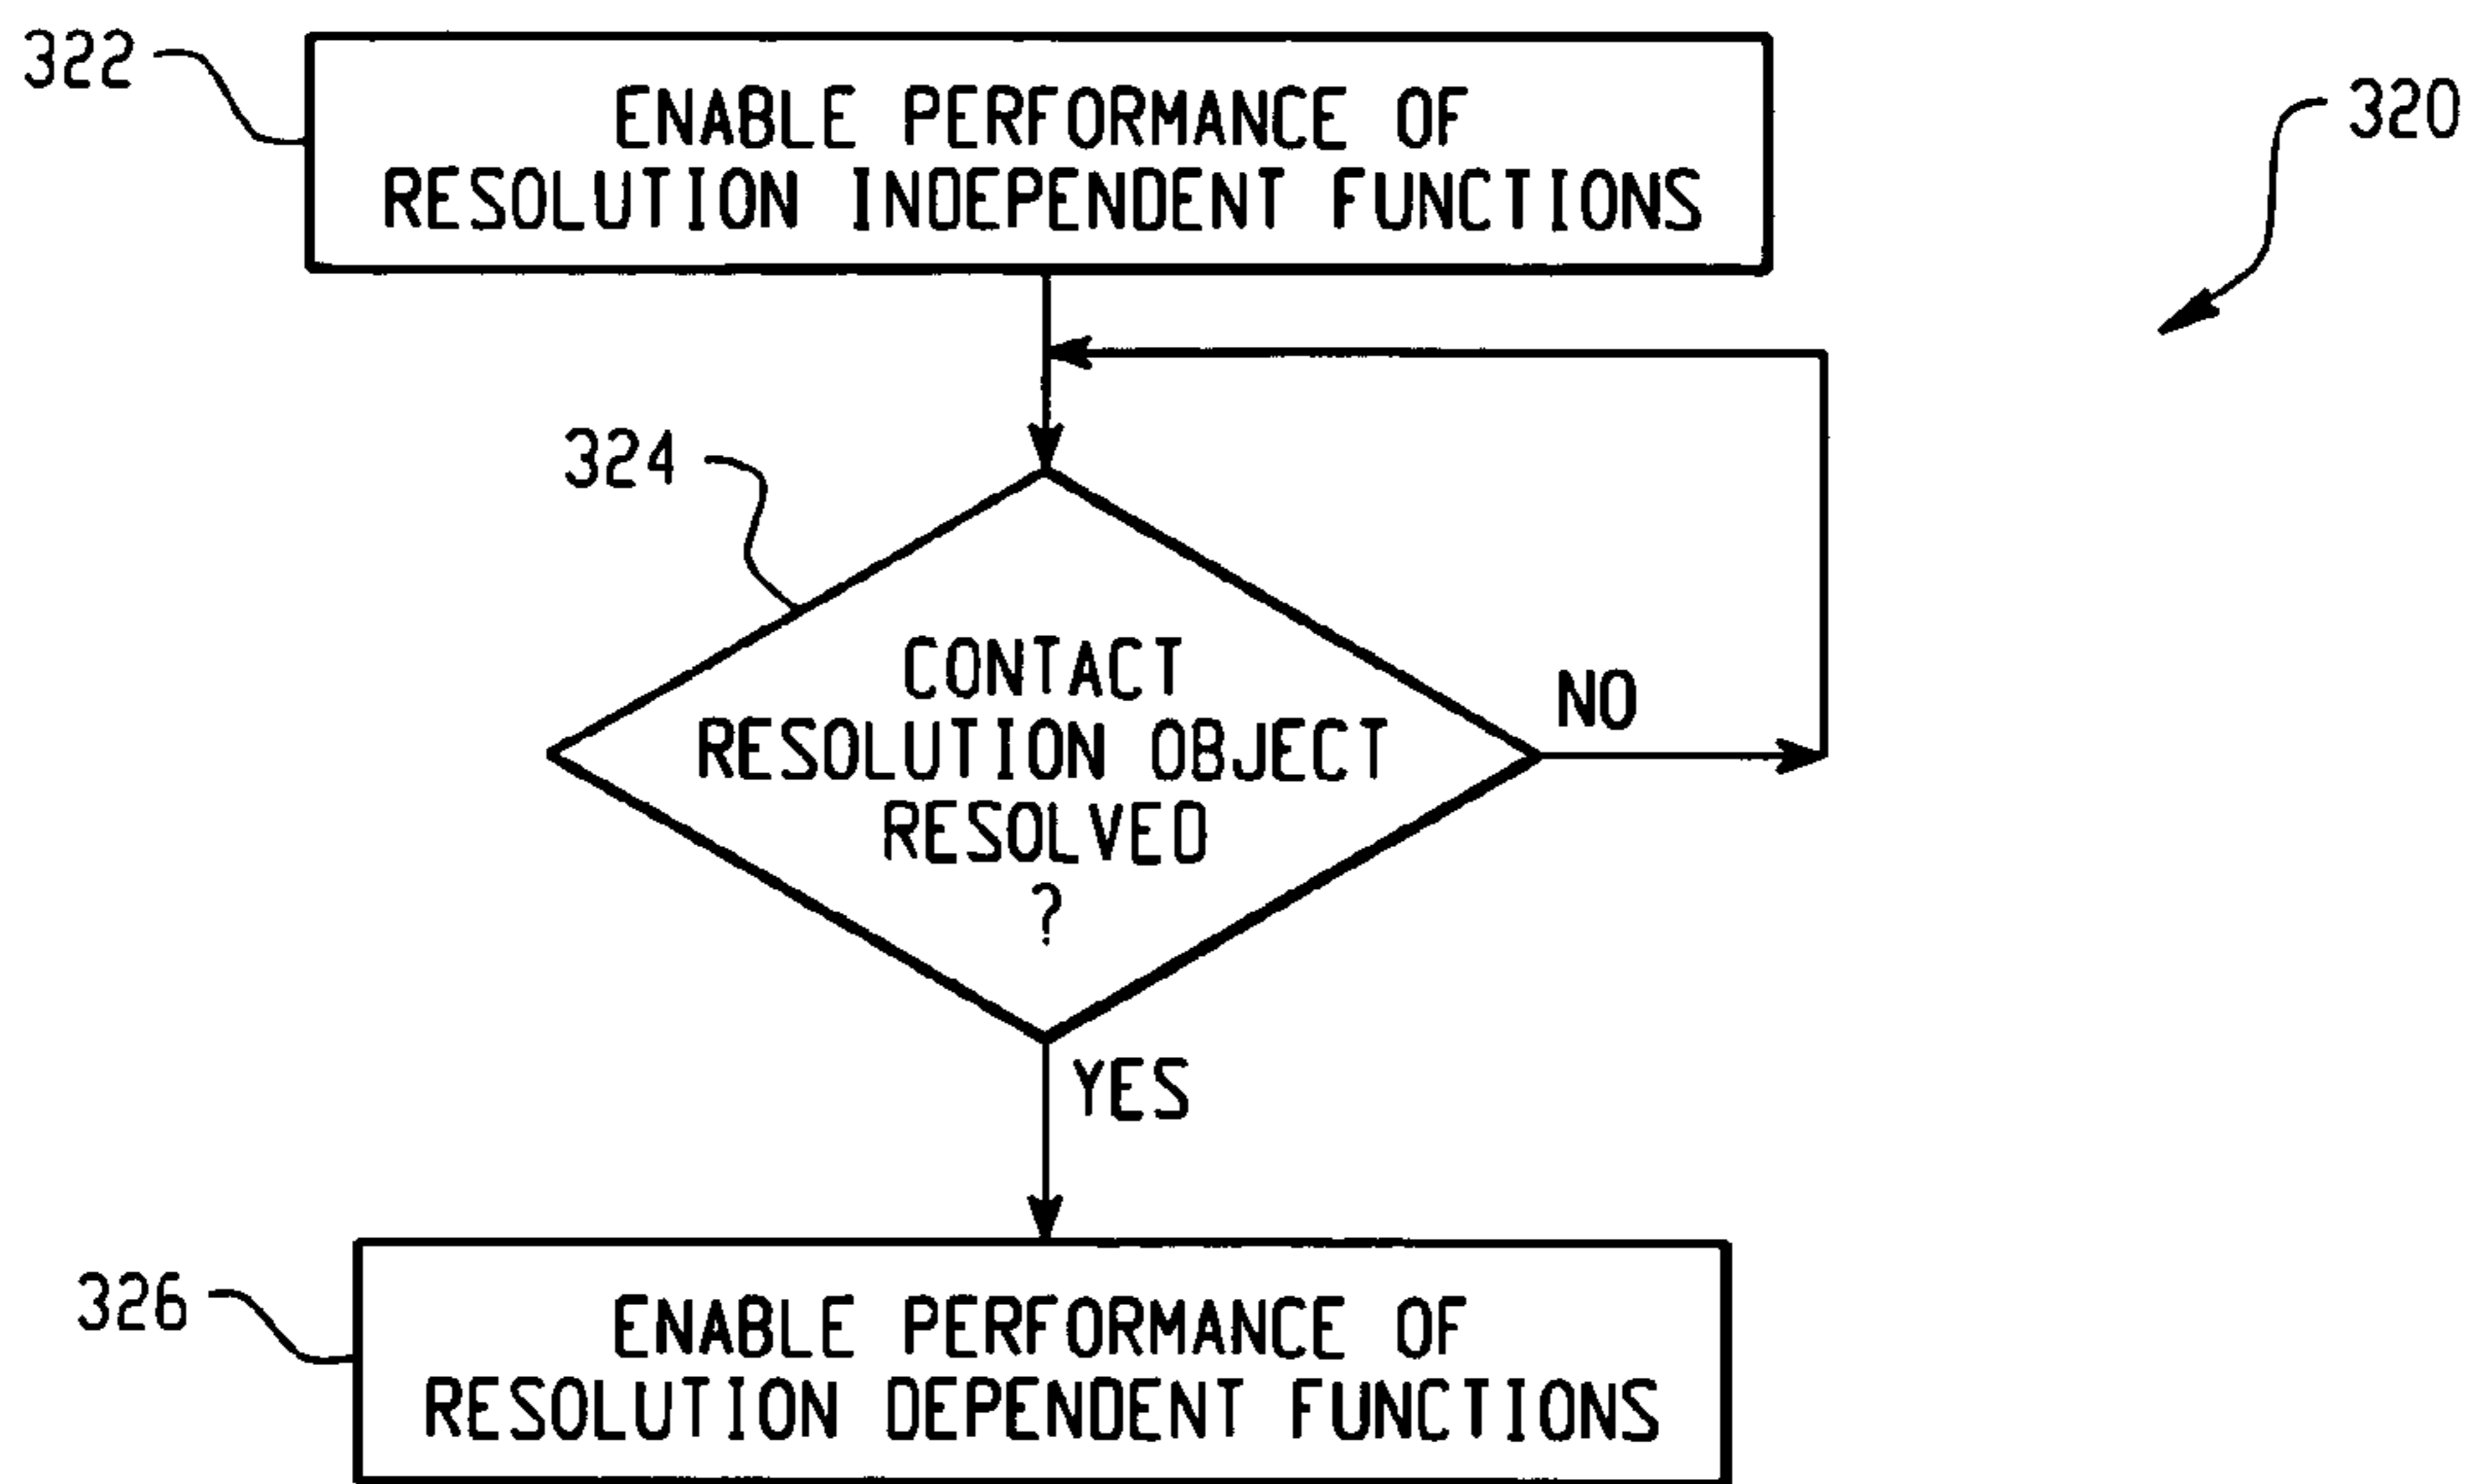 322
ENABLE PERFORMANCE OF
RESOLUTION INDEPENDENT FUNCTIONS
320
324
CONTACT
RESOLUTION OBJECT
RESOLVED
?
NO
YES
326
ENABLE PERFORMANCE OF
RESOLUTION DEPENDENT FUNCTIONS